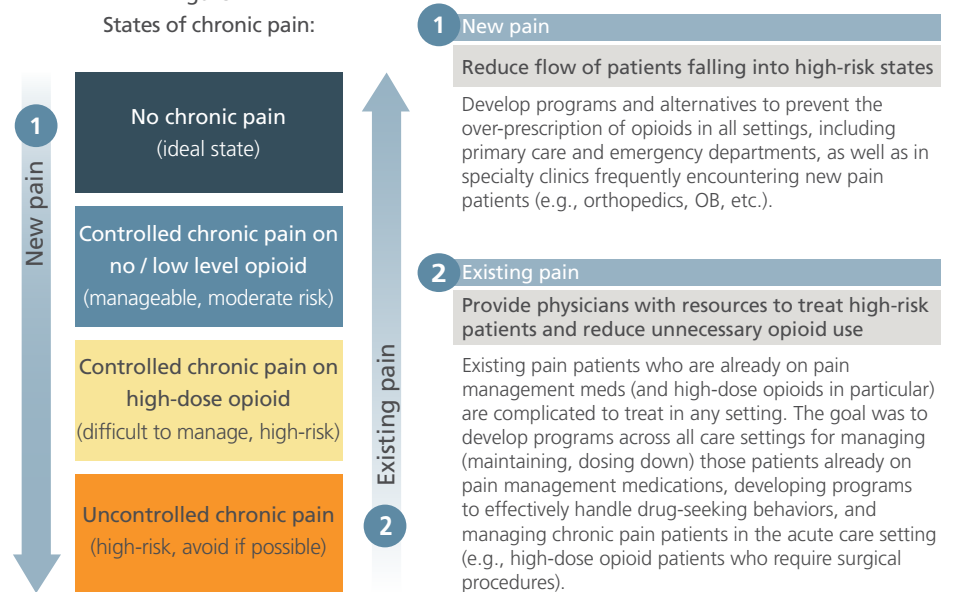 States of chronic pain:
1
New pain
No chronic pain
(ideal state)
Controlled chronic pain on
no / low level opioid
(manageable, moderate risk)
Controlled chronic pain on
high-dose opioid
(difficult to manage, high-risk)
Uncontrolled chronic pain
(high-risk, avoid if possible)
Existing pain
2
1 New pain
Reduce flow of patients falling into high-risk states
Develop programs and alternatives to prevent the
over-prescription of opioids in all settings, including
primary care and emergency departments, as well as in
specialty clinics frequently encountering new pain
patients (e.g., orthopedics, OB, etc.).
2 Existing pain
Provide physicians with resources to treat high-risk
patients and reduce unnecessary opioid use
Existing pain patients who are already on pain
management meds (and high-dose opioids in particular)
are complicated to treat in any setting. The goal was to
develop programs across all care settings for managing
(maintaining, dosing down) those patients already on
pain management medications, developing programs
to effectively handle drug-seeking behaviors, and
managing chronic pain patients in the acute care setting
(e.g., high-dose opioid patients who require surgical
procedures).